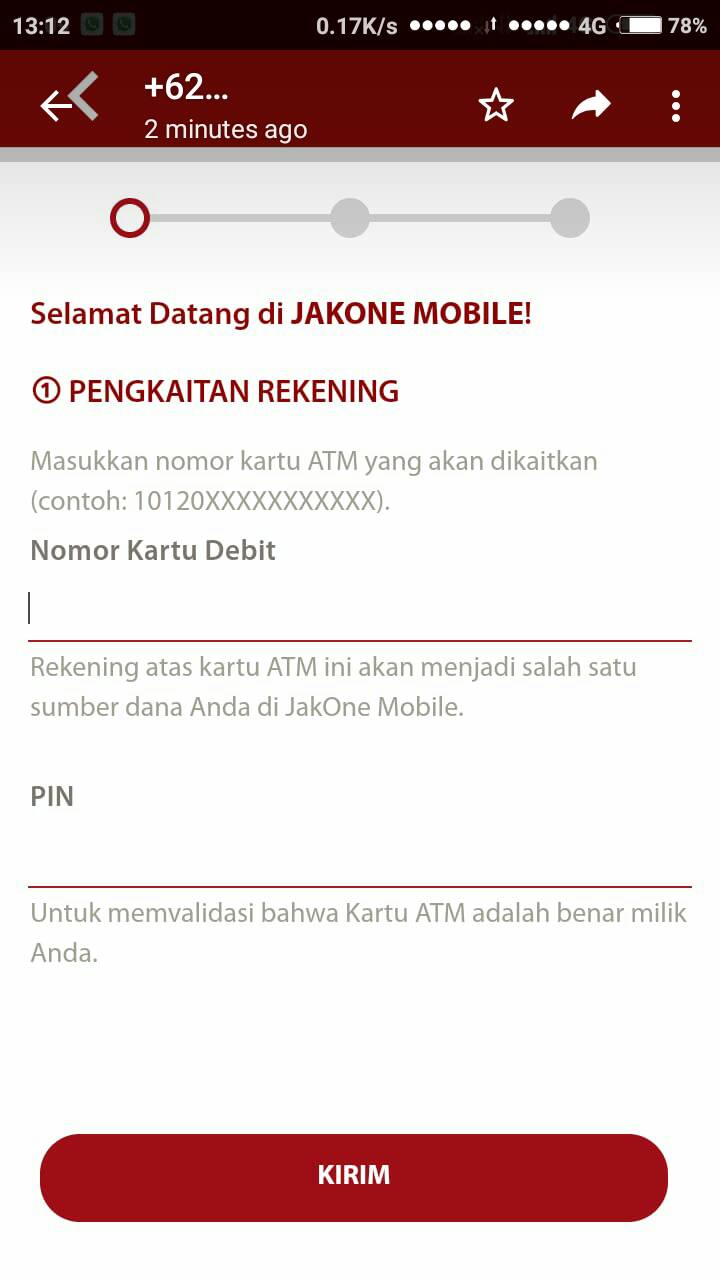 13:12 0.17K/s 4G 78%
+62...
2 minutes ago
Selamat Datang di JAKONE MOBILE!
① PENGKAITAN REKENING
Masukkan nomor kartu ATM yang akan dikaitkan
(contoh: 10120XXXXXXXXXXX).
Nomor Kartu Debit
Rekening atas kartu ATM ini akan menjadi salah satu
sumber dana Anda di JakOne Mobile.
PIN
Untuk memvalidasi bahwa Kartu ATM adalah benar milik
Anda.
KIRIM